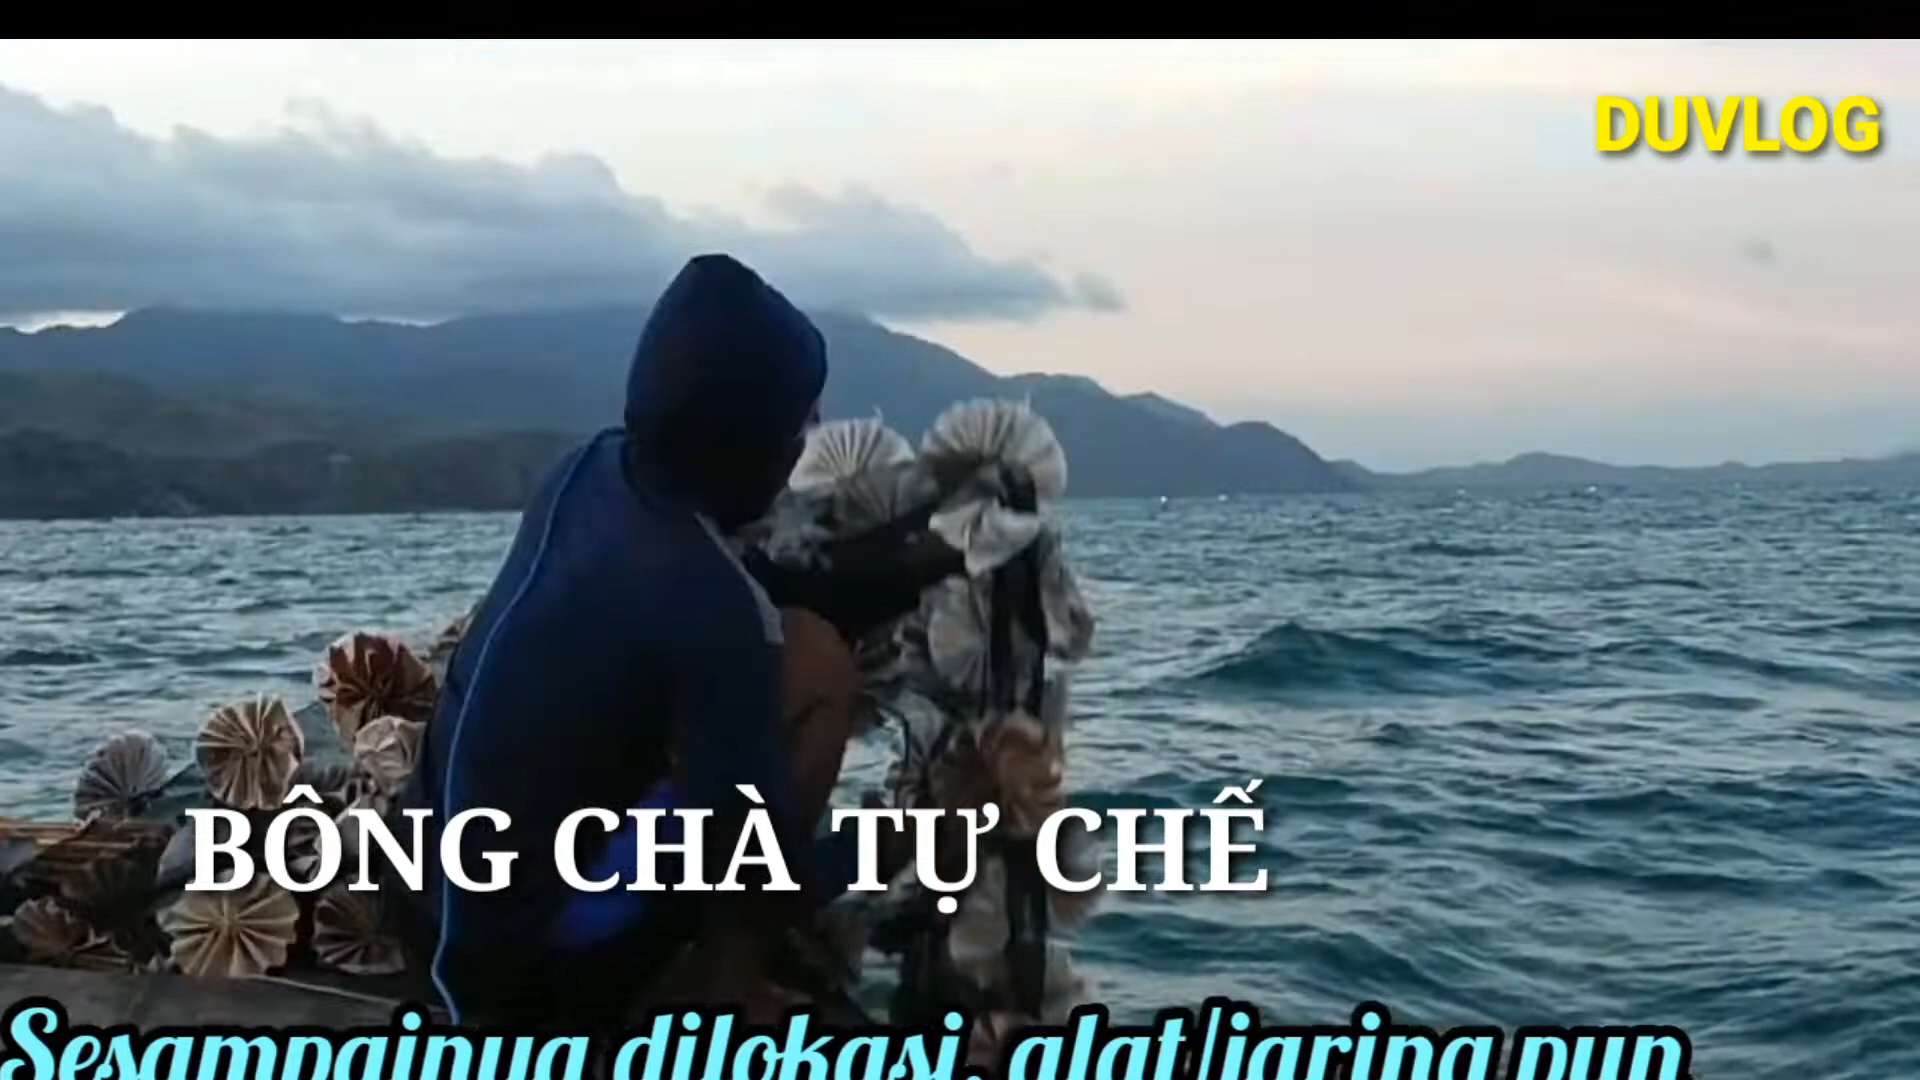 DUVLOG
BÔNG CHÀ TỰ CHẾ
Sesampainya dilokasi, alat/jaring pun